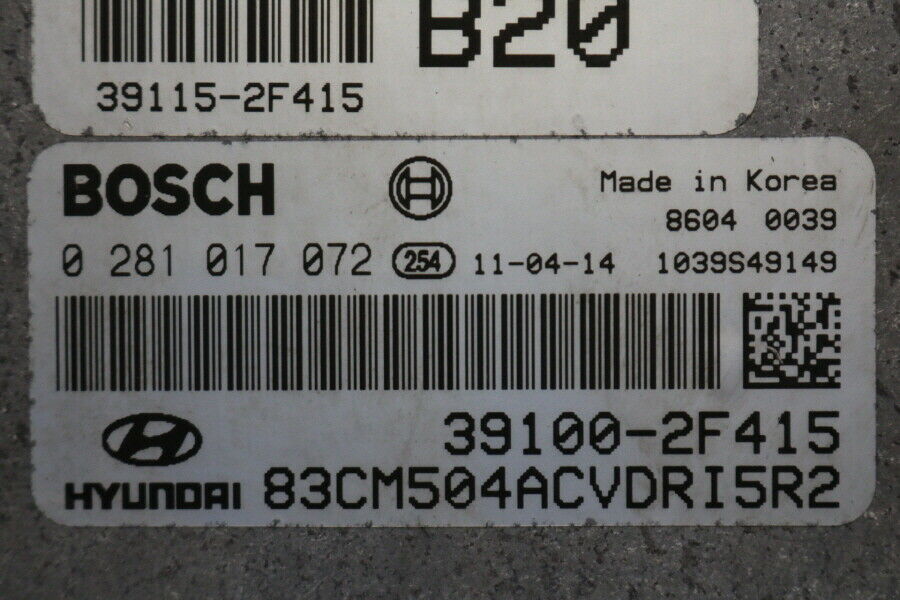 B20
39115-2F415
BOSCH Made in Korea
8604 0039
0 281 017 072 254 11-04-14 1039S49149
39100-2F415
HYUNDAI 83CM504ACVDRI5R2